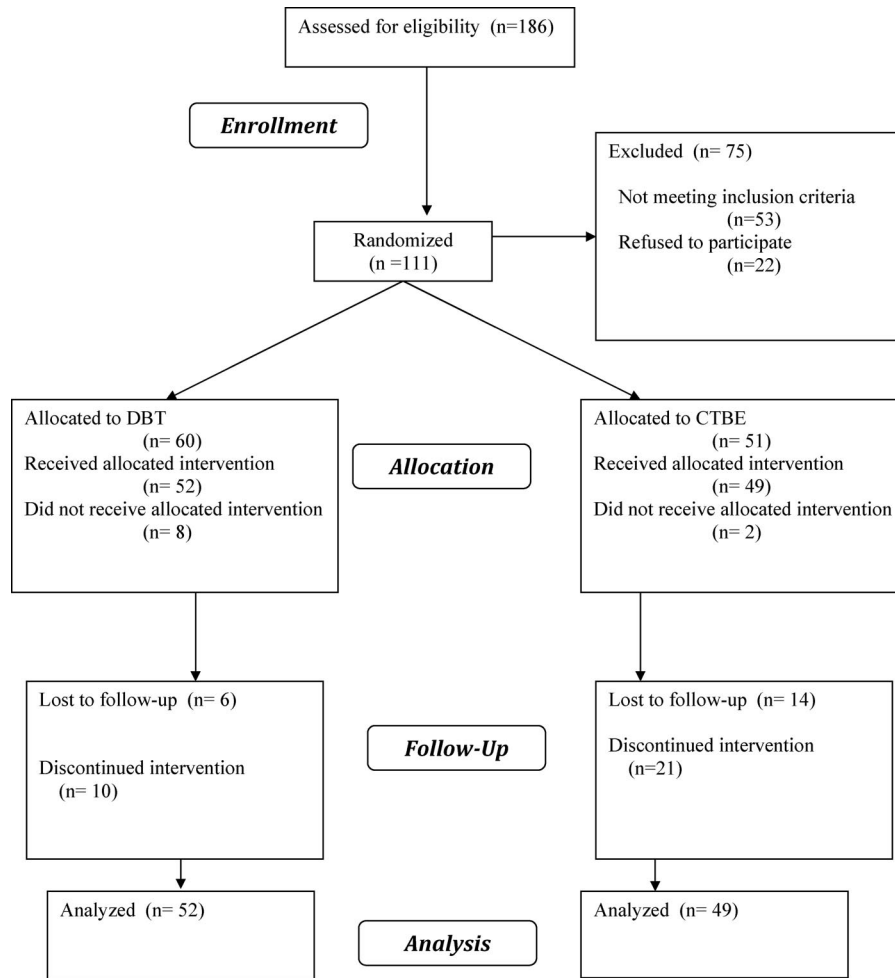 Assessed for eligibility (n=186)
Enrollment
Excluded (n= 75)
Not meeting inclusion criteria
(n=53)
Refused to participate
(n=22)
Randomized
(n =111)
Allocated to DBT
(n= 60)
Received allocated intervention
(n= 52)
Did not receive allocated intervention
(n= 8)
Allocation
Allocated to CTBE
(n= 51)
Received allocated intervention
(n= 49)
Did not receive allocated intervention
(n= 2)
Lost to follow-up (n= 6)
Discontinued intervention
(n= 10)
Follow-Up
Lost to follow-up (n= 14)
Discontinued intervention
(n=21)
Analyzed (n= 52)
Analysis
Analyzed (n= 49)